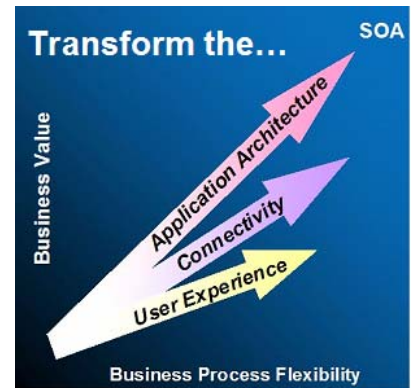 Transform the...
SOA
Application Architecture
Connectivity
User Experience
Business Value
Business Process Flexibility